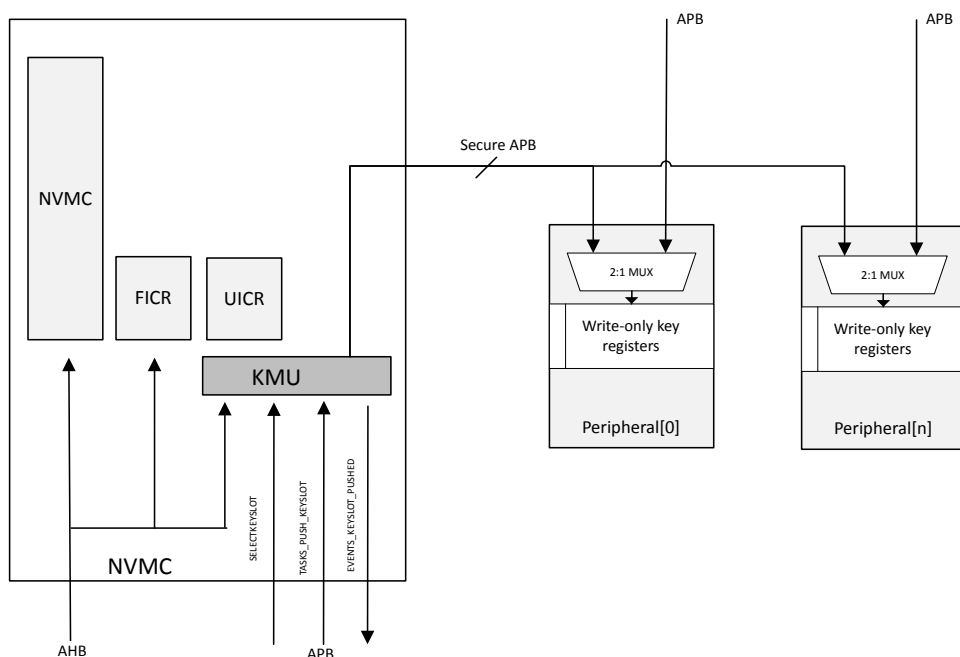 APB
APB
Secure APB
NVMC
FICR
UICR
2:1 MUX
2:1 MUX
Write-only key
registers
Write-only key
registers
KMU
Peripheral[0]
Peripheral[n]
SELECTKEYSLOT
TASKS_PUSH_KEYSLOT
EVENTS_KEYSLOT_PUSHED
NVMC
AHB
APB